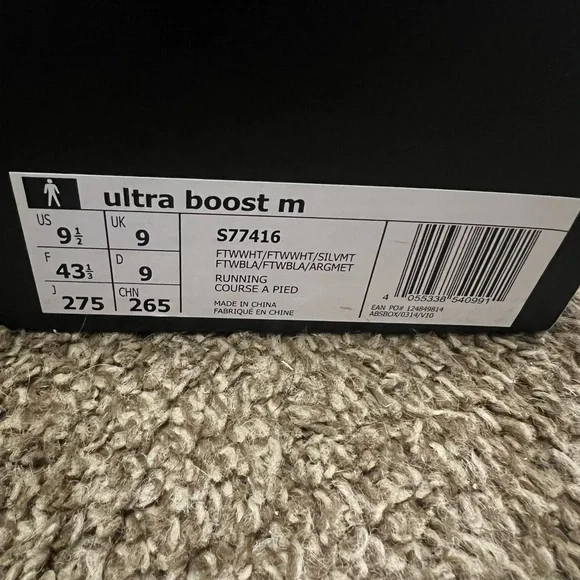 ultra boost m
US 9½ UK 9
F 43⅓ D 9
J 275 CHN 265
S77416
FTWWHT/FTWWHT/SILVMT
FTWBLA/FTWBLA/ARGMET
RUNNING
COURSE A PIED
MADE IN CHINA
FABRIQUÉ EN CHINE
4 055338 540991
EAN PO# 124849814
ABSBOX/0314/VI0